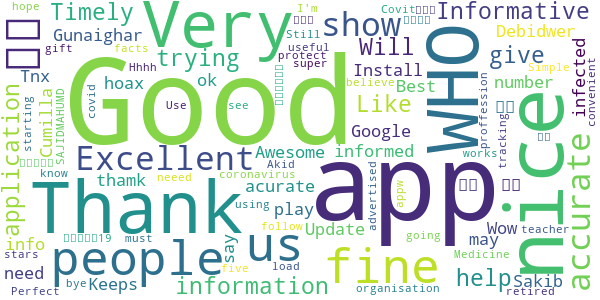 hope
Timely
Very
I'm
Still
Covit
show
Informative
Gunaighar
gift
facts
useful
protect
super
Will
Debidwer
trying
give
WHO
Good
Hhhh
Install
number
Tnx
hoax
ok
Best
believe
Simple
Cumilla
SAJIDMAHUMD
covid
Use
see
Like
Google
proffession
infected
convenient
application
starting
Excellent
Awesome
informed
nice
Akid
works
know
thamk
neeed
coronavirus
acurate
app
tracking
accurate
Thank
us
using
play
advertised
appw
19
must
say
follow
Update
going
Wow
teacher
info
people
fine
may
stars
need
bye
Keeps
five
load
help
Medicine
Sakib
Perfect
information
organisation
retired